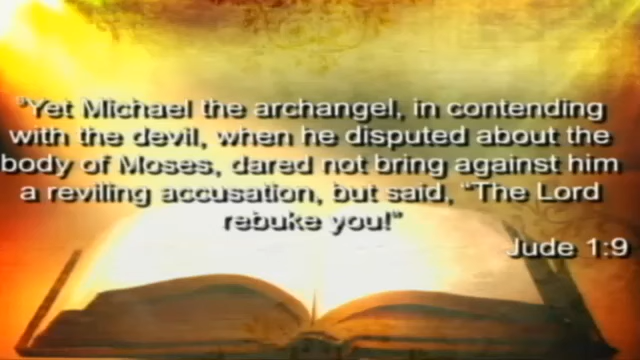 "Yet Michael the archangel, in contending
with the devil, when he disputed about the
body of Moses, dared not bring against him
a reviling accusation, but said, "The Lord
rebuke you!"
Jude 1:9